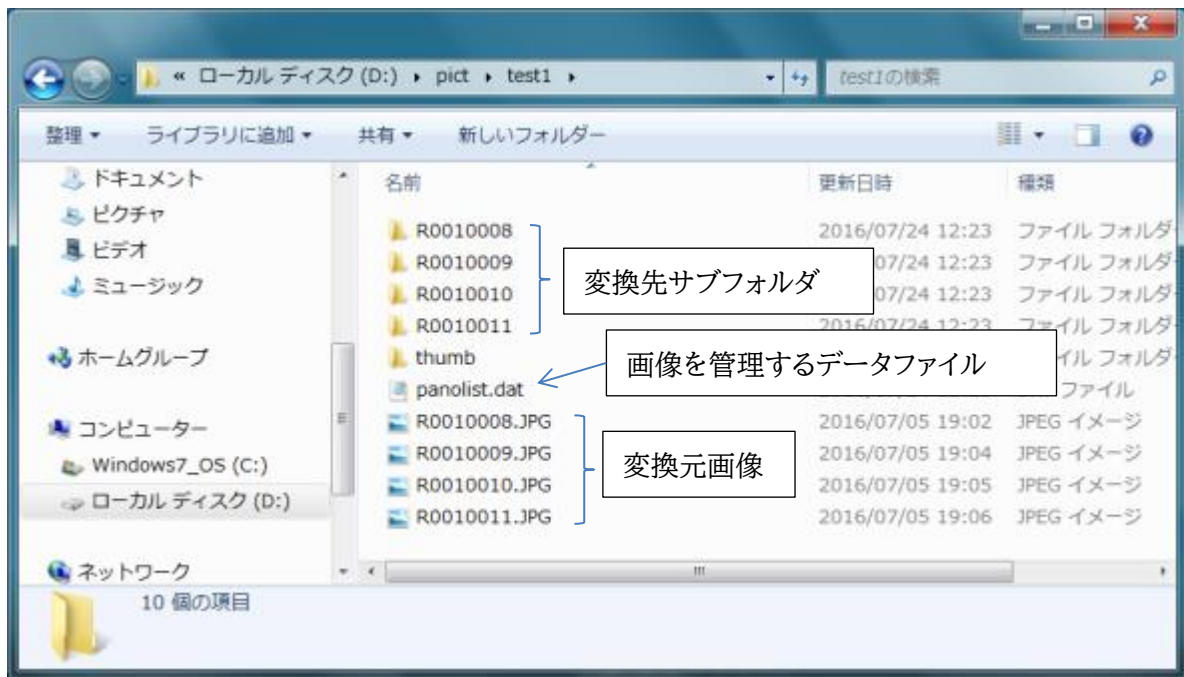 « ローカル ディスク (D:) ▸ pict ▸ test1 ▸
test1の検索
整理 ▾ ライブラリに追加 ▾ 共有 ▾ 新しいフォルダー
ドキュメント
ピクチャ
ビデオ
ミュージック
ホームグループ
コンピューター
Windows7_OS (C:)
ローカル ディスク (D:)
ネットワーク
名前 更新日時 種類
R0010008 2016/07/24 12:23 ファイル フォルダ
R0010009 07/24 12:23 ファイル フォルダ
R0010010 07/24 12:23 ファイル フォルダ
R0010011 2016/07/24 12:23 ファイル フォルダ
変換先サブフォルダ
thumb イル フォルダ
panolist.dat ファイル
画像を管理するデータファイル
R0010008.JPG 2016/07/05 19:02 JPEG イメージ
R0010009.JPG 2016/07/05 19:04 JPEG イメージ
R0010010.JPG 2016/07/05 19:05 JPEG イメージ
R0010011.JPG 2016/07/05 19:06 JPEG イメージ
変換元画像
10 個の項目